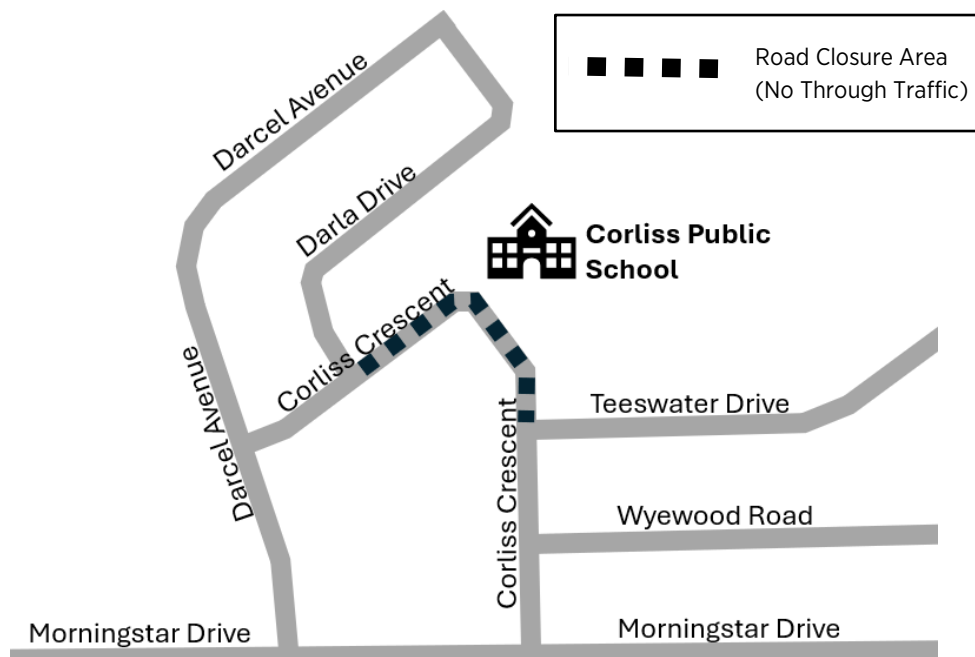 Road Closure Area
(No Through Traffic)
Darcel Avenue
Darla Drive
Corliss Public
School
Corliss Crescent
Darcel Avenue
Teeswater Drive
Corliss Crescent
Wyewood Road
Morningstar Drive
Morningstar Drive